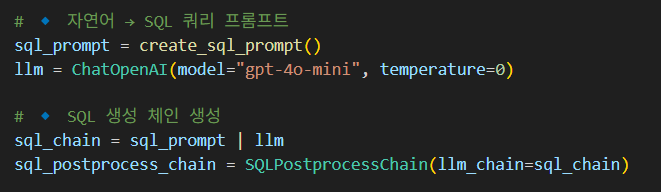 # 🔹 자연어 → SQL 쿼리 프롬프트
sql_prompt = create_sql_prompt()
llm = ChatOpenAI(model="gpt-4o-mini", temperature=0)

# 🔹 SQL 생성 체인 생성
sql_chain = sql_prompt | llm
sql_postprocess_chain = SQLPostprocessChain(llm_chain=sql_chain)